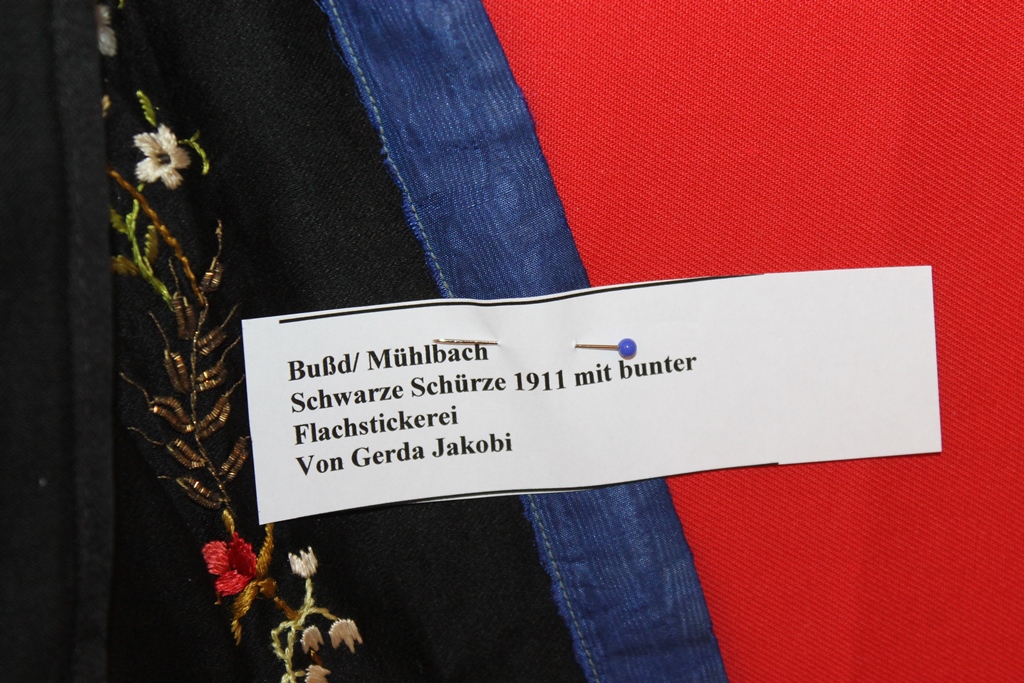 Bußd/ Mühlbach
Schwarze Schürze 1911 mit bunter
Flachstickerei
Von Gerda Jakobi